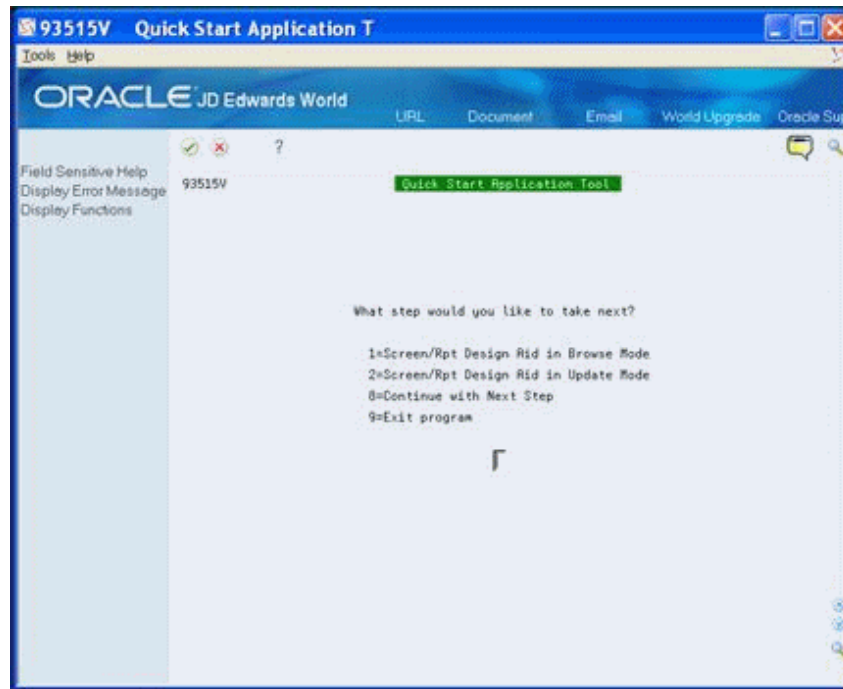 93515V Quick Start Application T
Tools Help
ORACLE JD Edwards World
URL Document Email World Upgrade Oracle Sup
?
Field Sensitive Help
Display Error Message
Display Functions
93515V Quick Start Application Tool
What step would you like to take next?
1=Screen/Rpt Design Aid in Browse Mode
2=Screen/Rpt Design Aid in Update Mode
8=Continue with Next Step
9=Exit program